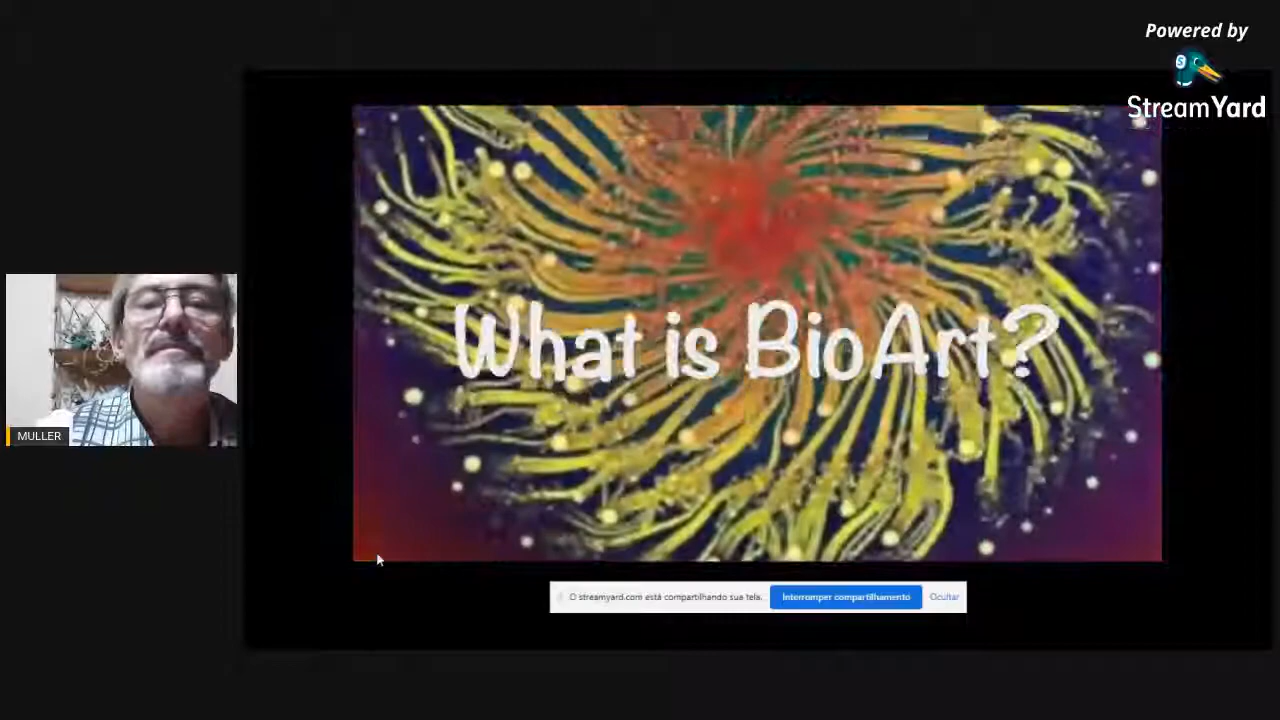 Powered by
StreamYard
What is BioArt?
MULLER
O streamyard.com está compartilhando sua tela.
Interromper compartilhamento
Ocultar